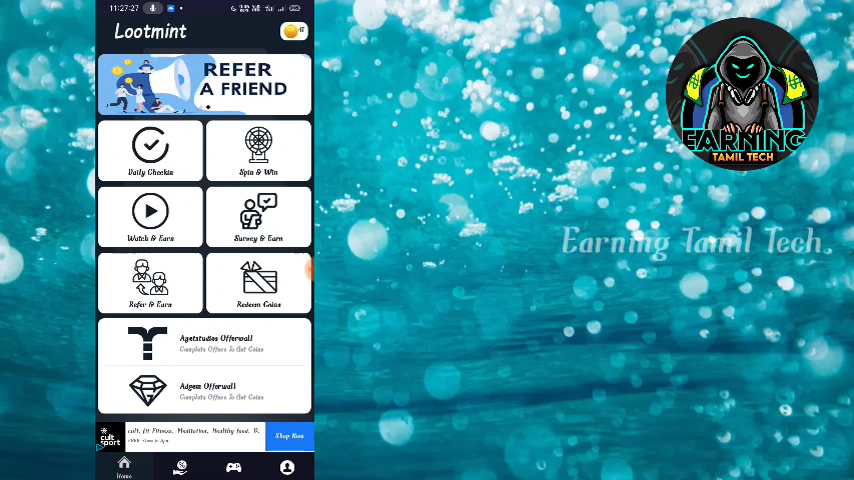 11:27:27
Lootmint
REFER
A FRIEND
Daily Checkin
Spin & Win
Watch & Earn
Survey & Earn
Refer & Earn
Redeem Coins
Ayetstudios Offerwall
Complete Offers To Get Coins
Adgem Offerwall
Complete Offers To Get Coins
cult
sport
cult. fit Fitness, Meditation, Healthy food, D.
Shop Now
Home
EARNING
TAMIL TECH
Earning Tamil Tech